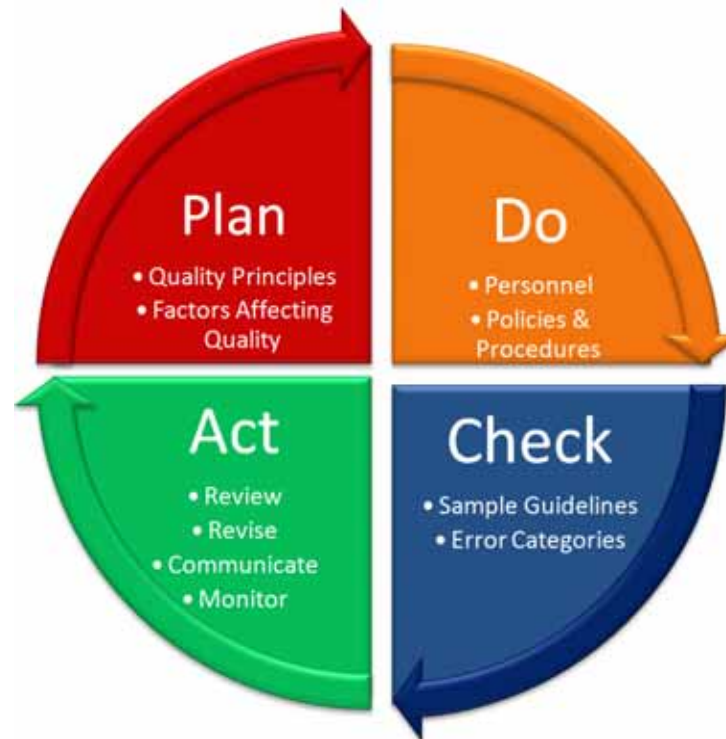 Plan
• Quality Principles
• Factors Affecting
Quality
Do
• Personnel
• Policies &
Procedures
Act
• Review
• Revise
• Communicate
• Monitor
Check
• Sample Guidelines
• Error Categories